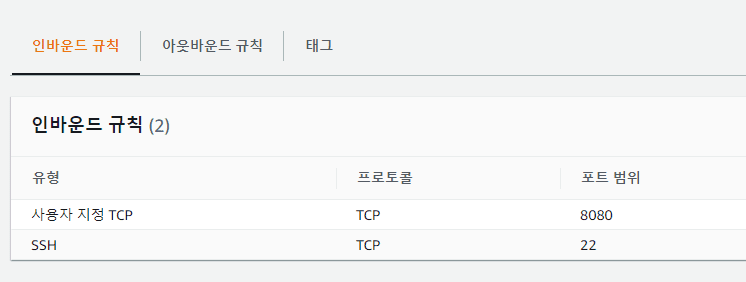 인바운드 규칙 아웃바운드 규칙 태그
인바운드 규칙 (2)
유형 프로토콜 포트 범위
사용자 지정 TCP TCP 8080
SSH TCP 22